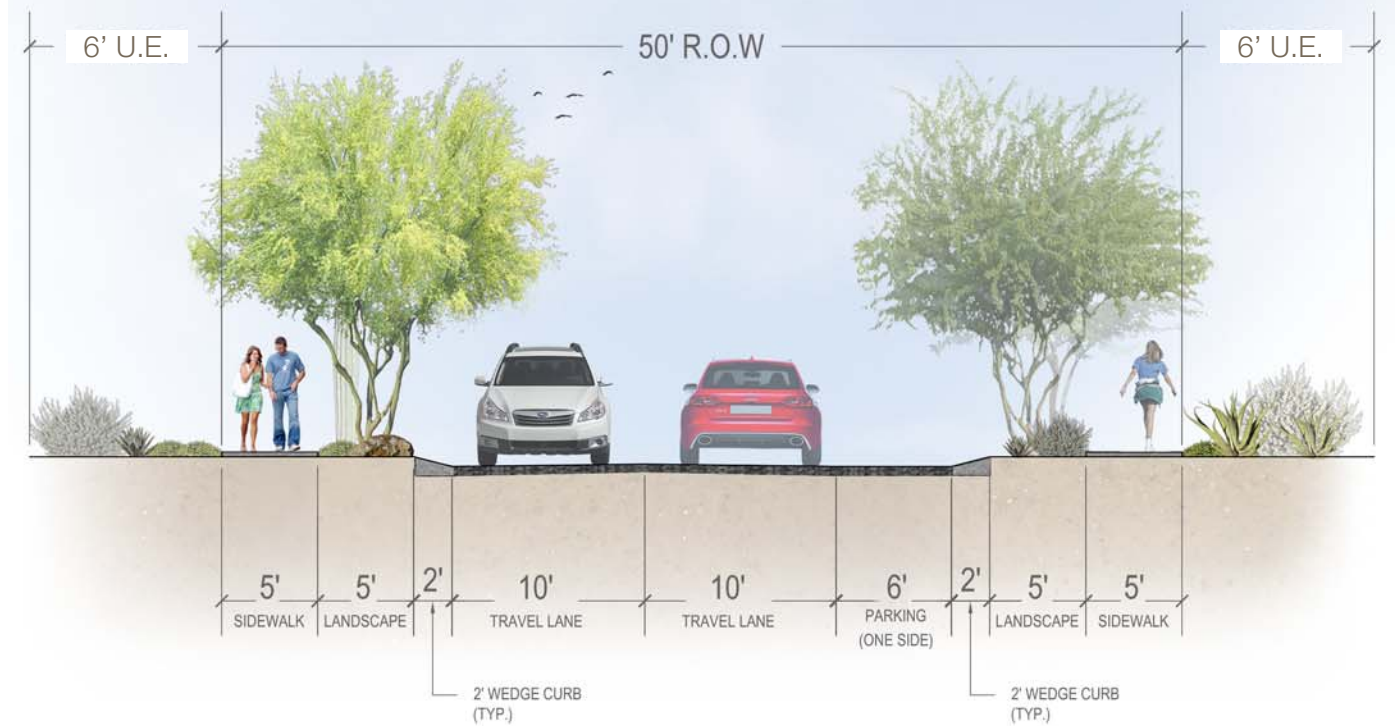 6’ U.E.
50' R.O.W
6’ U.E.
5'
5'
2'
10'
10'
6'
2'
5'
5'
SIDEWALK
LANDSCAPE
TRAVEL LANE
TRAVEL LANE
PARKING
(ONE SIDE)
LANDSCAPE
SIDEWALK
2' WEDGE CURB
(TYP.)
2' WEDGE CURB
(TYP.)